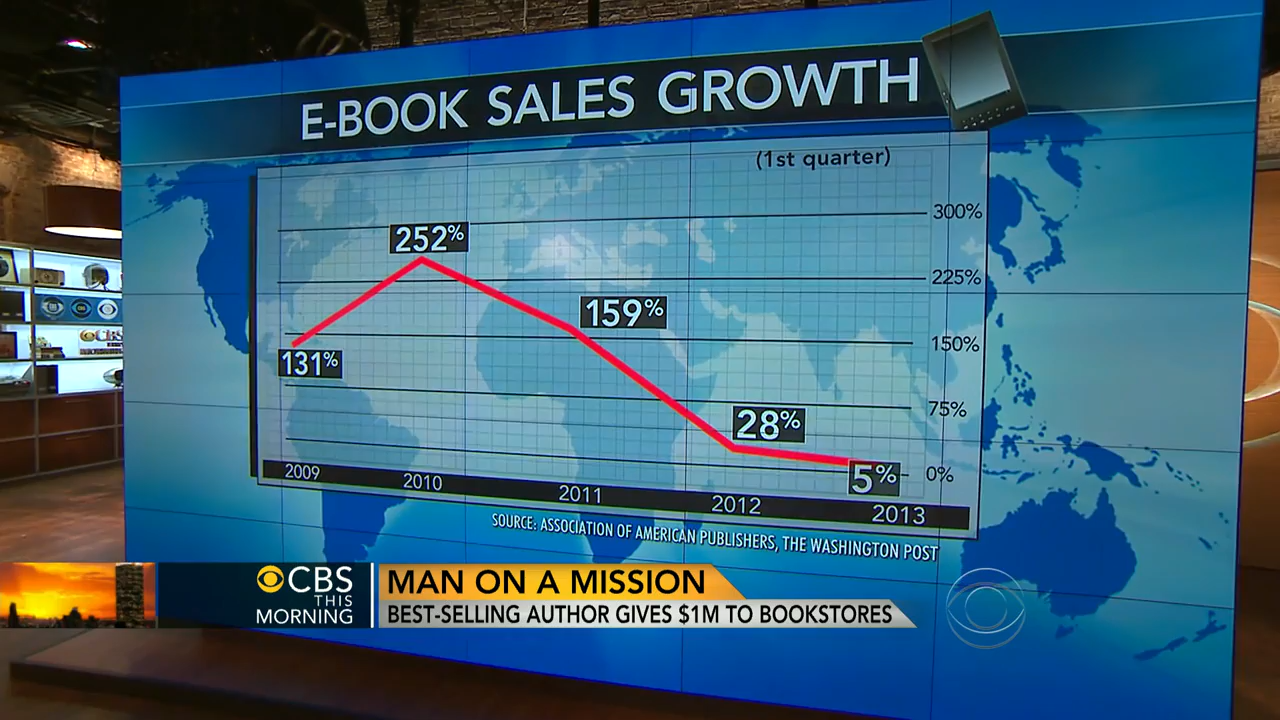 E-BOOK SALES GROWTH
(1st quarter)
300%
252%
225%
159%
150%
131%
75%
28%
5%
0%
2009
2010
2011
2012
2013
SOURCE: ASSOCIATION OF AMERICAN PUBLISHERS, THE WASHINGTON POST
CBS
THIS
MORNING
MAN ON A MISSION
BEST-SELLING AUTHOR GIVES $1M TO BOOKSTORES
CBS